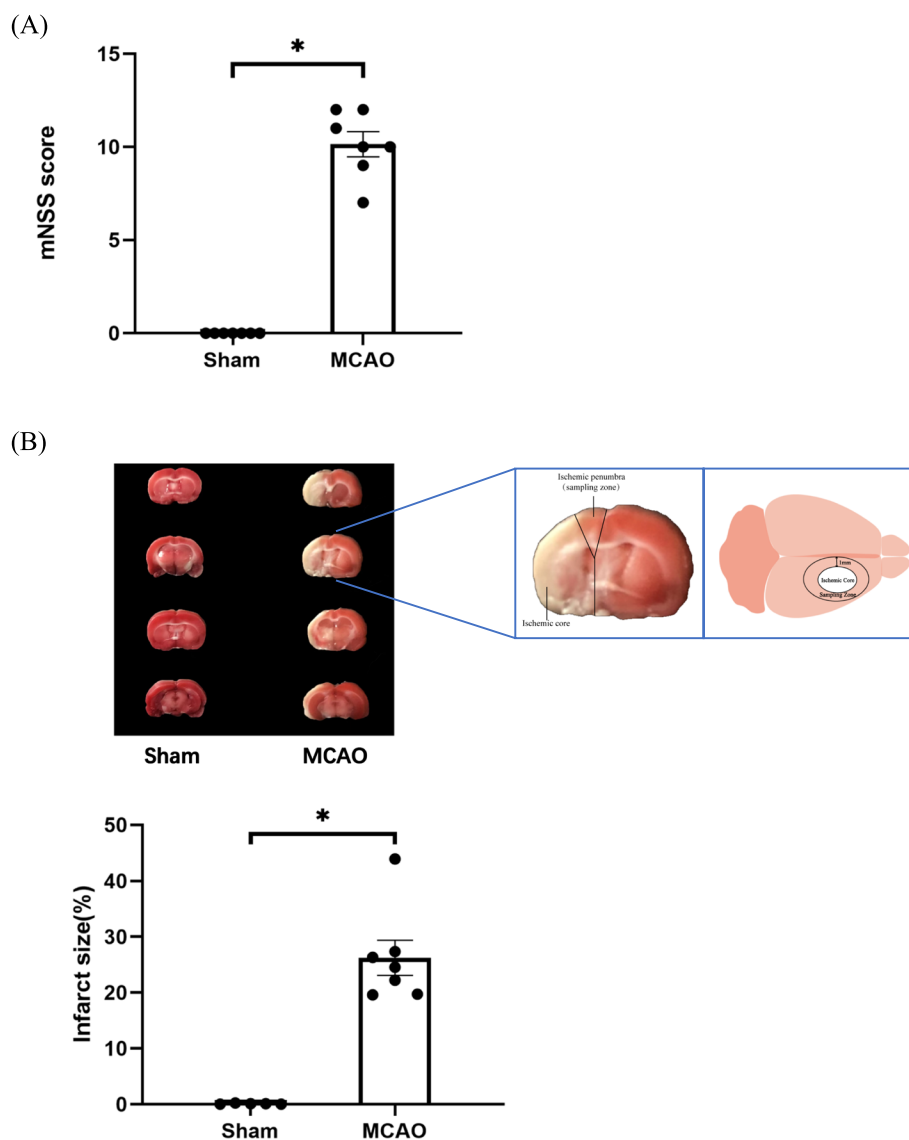 (A)
*
15
10
5
0
mNSS score
Sham
MCAO
(B)
Ischemic penumbra
(sampling zone)
Ischemic core
1mm
Ischemic Core
Sampling Zone
Sham
MCAO
*
50
40
30
20
10
0
Infarct size(%)
Sham
MCAO